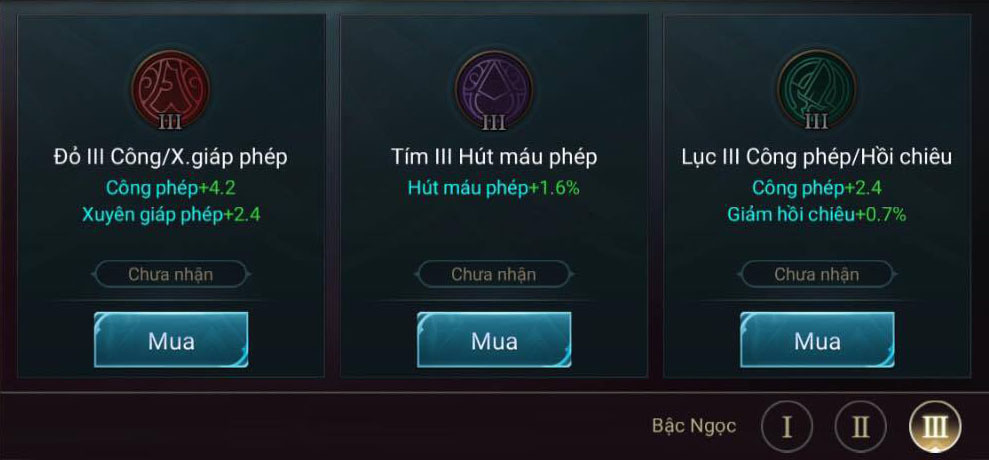 III
Đỏ III Công/X.giáp phép
Công phép+4.2
Xuyên giáp phép+2.4
Chưa nhận
Mua
III
Tím III Hút máu phép
Hút máu phép+1.6%
Chưa nhận
Mua
III
Lục III Công phép/Hồi chiêu
Công phép+2.4
Giảm hồi chiêu+0.7%
Chưa nhận
Mua
Bậc Ngọc I II III